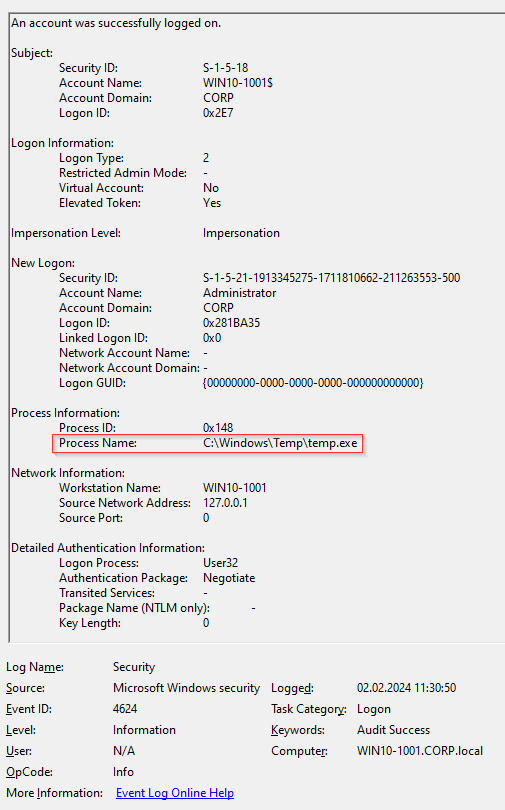 An account was successfully logged on.
Subject:
Security ID: S-1-5-18
Account Name: WIN10-1001$
Account Domain: CORP
Logon ID: 0x2E7
Logon Information:
Logon Type: 2
Restricted Admin Mode: -
Virtual Account: No
Elevated Token: Yes
Impersonation Level: Impersonation
New Logon:
Security ID: S-1-5-21-1913345275-1711810662-211263553-500
Account Name: Administrator
Account Domain: CORP
Logon ID: 0x281BA35
Linked Logon ID: 0x0
Network Account Name: -
Network Account Domain: -
Logon GUID: {00000000-0000-0000-0000-000000000000}
Process Information:
Process ID: 0x148
Process Name: C:\Windows\Temp\temp.exe
Network Information:
Workstation Name: WIN10-1001
Source Network Address: 127.0.0.1
Source Port: 0
Detailed Authentication Information:
Logon Process: User32
Authentication Package: Negotiate
Transited Services: -
Package Name (NTLM only): -
Key Length: 0
Log Name: Security
Source: Microsoft Windows security Logged: 02.02.2024 11:30:50
Event ID: 4624 Task Category: Logon
Level: Information Keywords: Audit Success
User: N/A Computer: WIN10-1001.CORP.local
OpCode: Info
More Information: Event Log Online Help